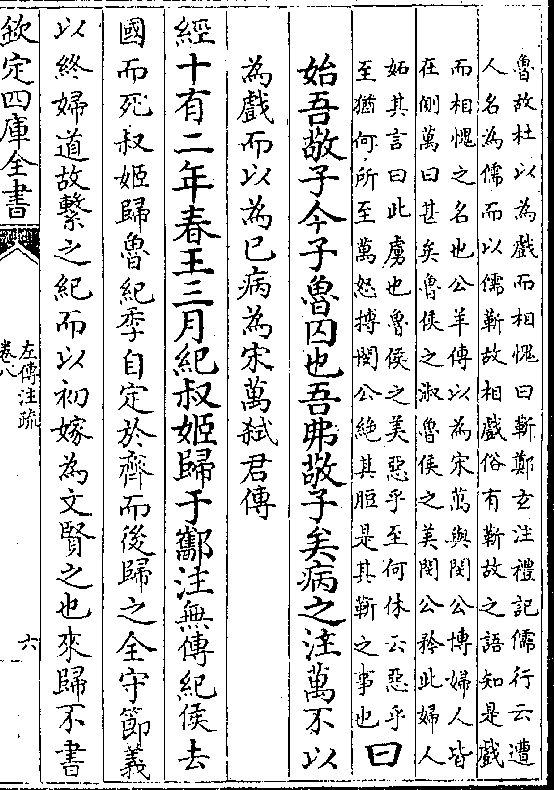 魯故杜以為戲而相愧曰靳鄭玄注禮記儒行云遭
人名為儒而以儒靳故相戲俗有靳故之語知是戲
而相愧之名也公羊傳以為宋萬與閔公博婦人皆
在側萬曰甚矣魯侯之淑魯侯之美閔公矜此婦人
妬其言曰此虜也魯侯之美惡乎至何休云惡乎
至猶何所至萬怒搏閔公絶其脰是其靳之事也
曰
始吾敬子今子魯囚也吾弗敬子矣病之注萬不以
為戲而以為已病為宋萬弑君傳
經十有二年春王三月紀叔姬歸于酅注無傳紀侯去
國而死叔姬歸魯紀季自定於齊而後歸之全守節義
以終婦道故繫之紀而以初嫁為文賢之也來歸不書
欽定四庫全書
左傳注疏
卷八
六